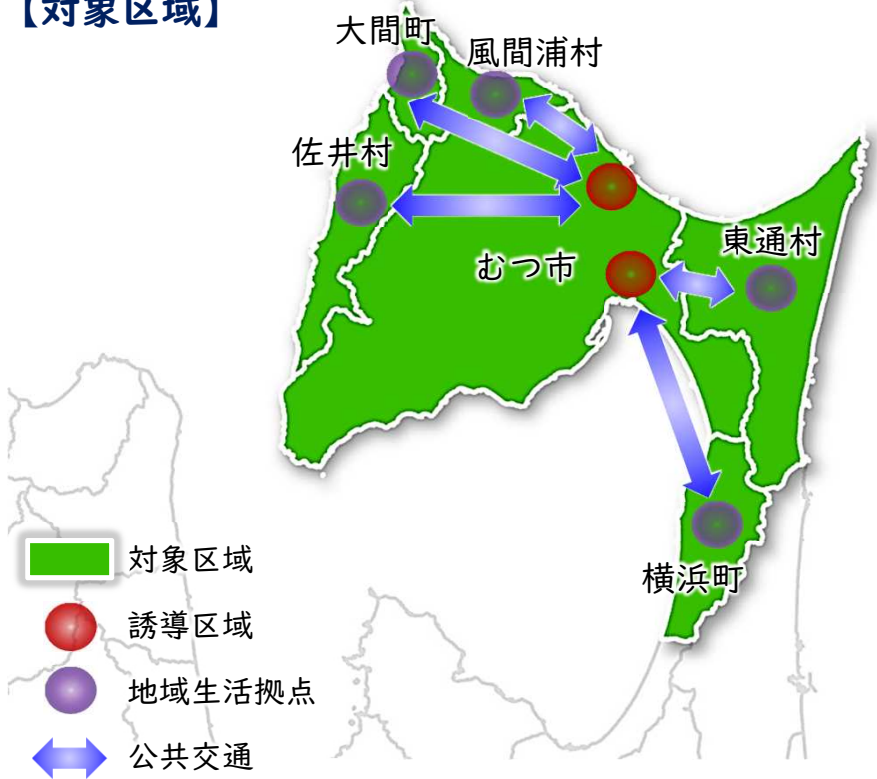 【対象区域】
大間町
風間浦村
佐井村
東通村
むつ市
横浜町
対象区域
誘導区域
地域生活拠点
公共交通